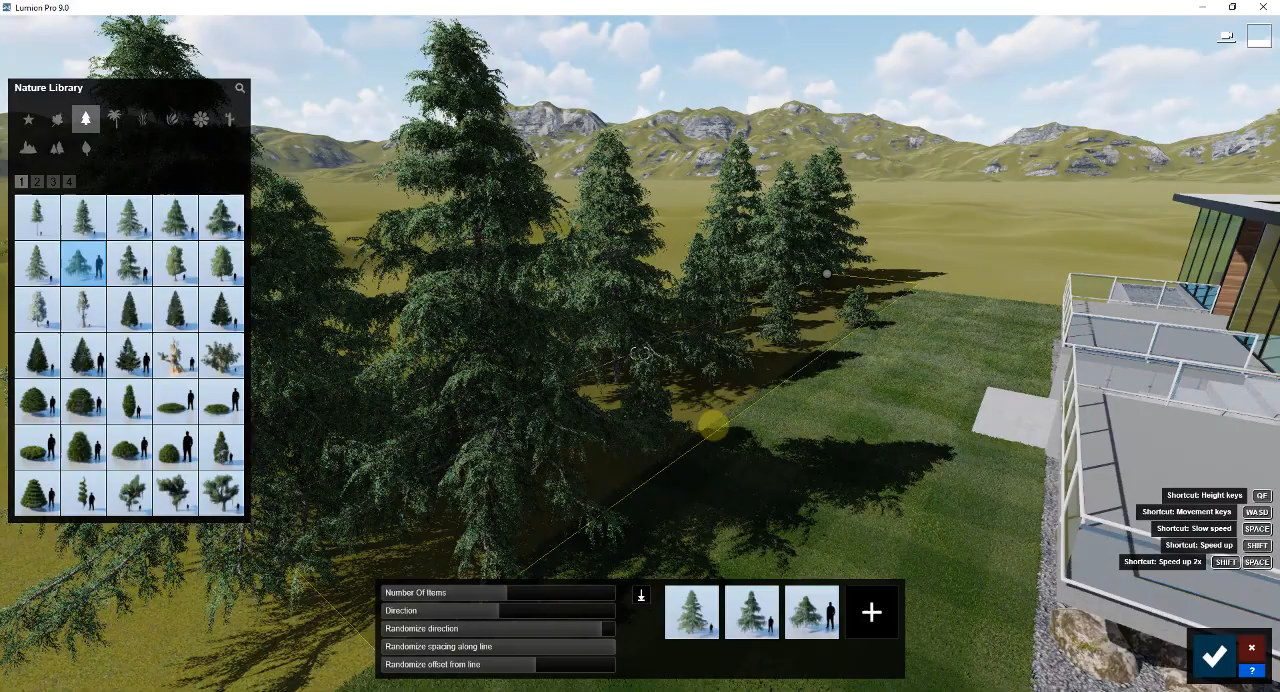 Lumion Pro 9.0
Nature Library
1 2 3 4
Shortcut: Height keys QF
Shortcut: Movement keys WASD
Shortcut: Slow speed SPACE
Shortcut: Speed up SHIFT
Shortcut: Speed up 2x SHIFT SPACE
Number Of Items
Direction
Randomize direction
Randomize spacing along line
Randomize offset from line
?